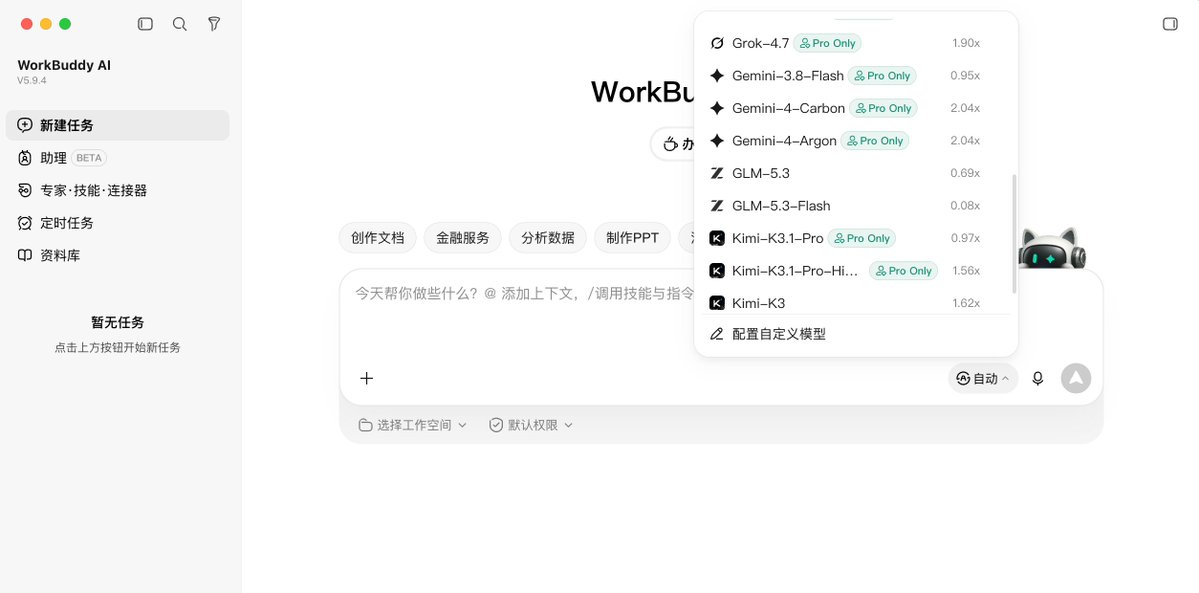 WorkBuddy AI
V5.9.4
新建任务
助理 BETA
专家·技能·连接器
定时任务
资料库
暂无任务
点击上方按钮开始新任务
WorkBu
办
创作文档 金融服务 分析数据 制作PPT
今天帮你做些什么？@ 添加上下文，/调用技能与指令
Grok-4.7 Pro Only 1.90x
Gemini-3.8-Flash Pro Only 0.95x
Gemini-4-Carbon Pro Only 2.04x
Gemini-4-Argon Pro Only 2.04x
GLM-5.3 0.69x
GLM-5.3-Flash 0.08x
Kimi-K3.1-Pro Pro Only 0.97x
Kimi-K3.1-Pro-Hi... Pro Only 1.56x
Kimi-K3 1.62x
配置自定义模型
自动
选择工作空间 默认权限